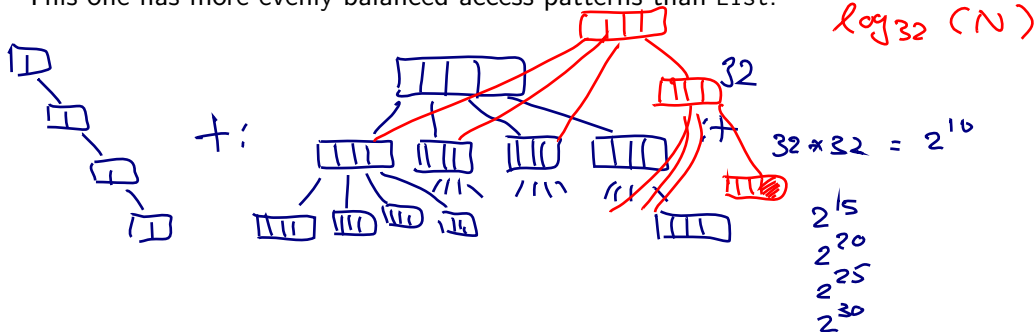 This one has more evenly balanced access patterns than List.
log32 (N)
32
+:
:+
32 * 32 = 2^10
2^15
2^20
2^25
2^30